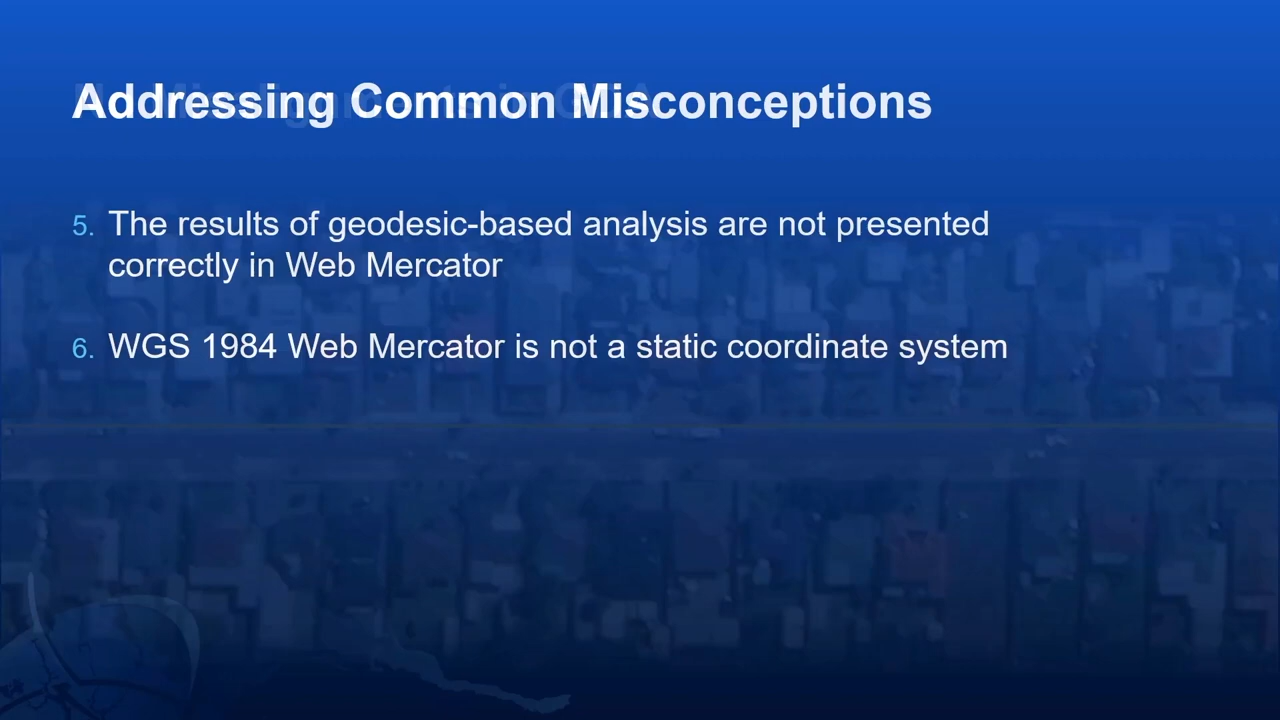 Addressing Common Misconceptions
5. The results of geodesic-based analysis are not presented
correctly in Web Mercator
6. WGS 1984 Web Mercator is not a static coordinate system